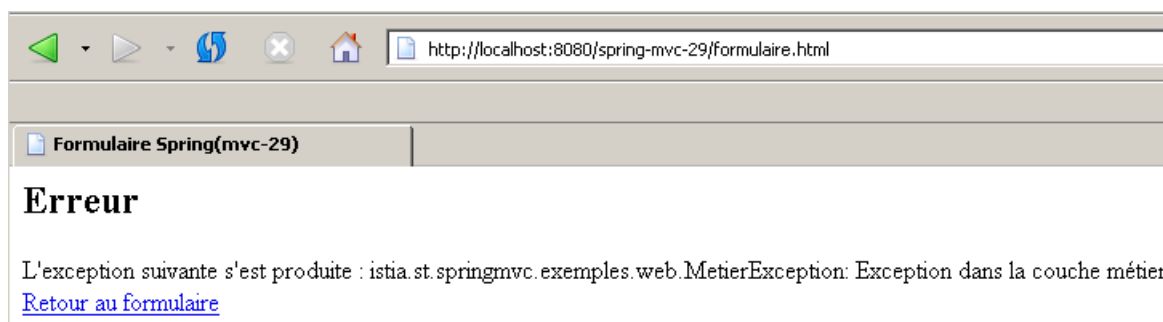 http://localhost:8080/spring-mvc-29/formulaire.html
Formulaire Spring(mvc-29)
Erreur
L'exception suivante s'est produite : istia.st.springmvc.exemples.web.MetierException: Exception dans la couche métier
Retour au formulaire